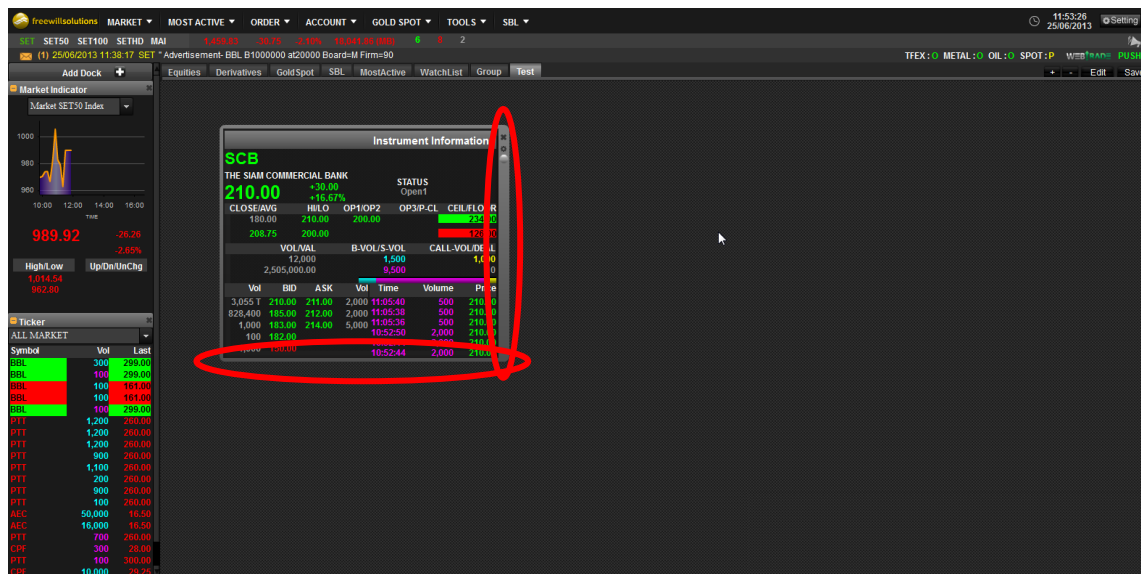 freewillsolutions MARKET MOST ACTIVE ORDER ACCOUNT GOLD SPOT TOOLS SBL 11:53:26 25/06/2013 Setting
SET SET50 SET100 SETHD MAI 6 2
(1) 25/06/2013 11:38:17 SET " Advertisement- BBL B1000000 at20000 Board=M Firm=90 TFEX:O METAL:O OIL:O SPOT:P WEBTRADE PUSH
Add Dock + Equities Derivatives GoldSpot SBL MostActive WatchList Group Test + - Edit Save
Market Indicator
Market SET50 Index
1000
980
960
10:00 12:00 14:00 16:00
TIME
989.92 -26.26
-2.65%
High/Low Up/Dn/UnChg
1,014.54
962.80
Ticker
ALL MARKET
Symbol Vol Last
BBL 300 299.00
BBL 100 299.00
BBL 100 151.00
BBL 100 151.00
BBL 100 299.00
PTT 1,200 260.00
PTT 1,200 260.00
PTT 1,200 260.00
PTT 900 260.00
PTT 1,100 260.00
PTT 200 260.00
PTT 900 260.00
PTT 100 260.00
AEC 50,000 16.50
AEC 16,000 16.50
PTT 700 260.00
CPF 300 28.00
PTT 100 300.00
CPF 10,000 29.25
Instrument Information
SCB
THE SIAM COMMERCIAL BANK
210.00 +30.00 STATUS
+16.67% Open1
CLOSE/AVG HI/LO OP1/OP2 OP3/P-CL CEIL/FLOOR
180.00 210.00 200.00
208.75 200.00
VOL/VAL B-VOL/S-VOL CALL-VOL/DEAL
12,000 1,500
2,505,000.00 9,500
Vol BID ASK Vol Time Volume Price
3,055 T 210.00 211.00 2,000 11:05:40 500
828,400 185.00 212.00 2,000 11:05:38 500
1,000 183.00 214.00 5,000 11:05:36 500
100 182.00 10:52:50 2,000
10:52:44 2,000 210.00